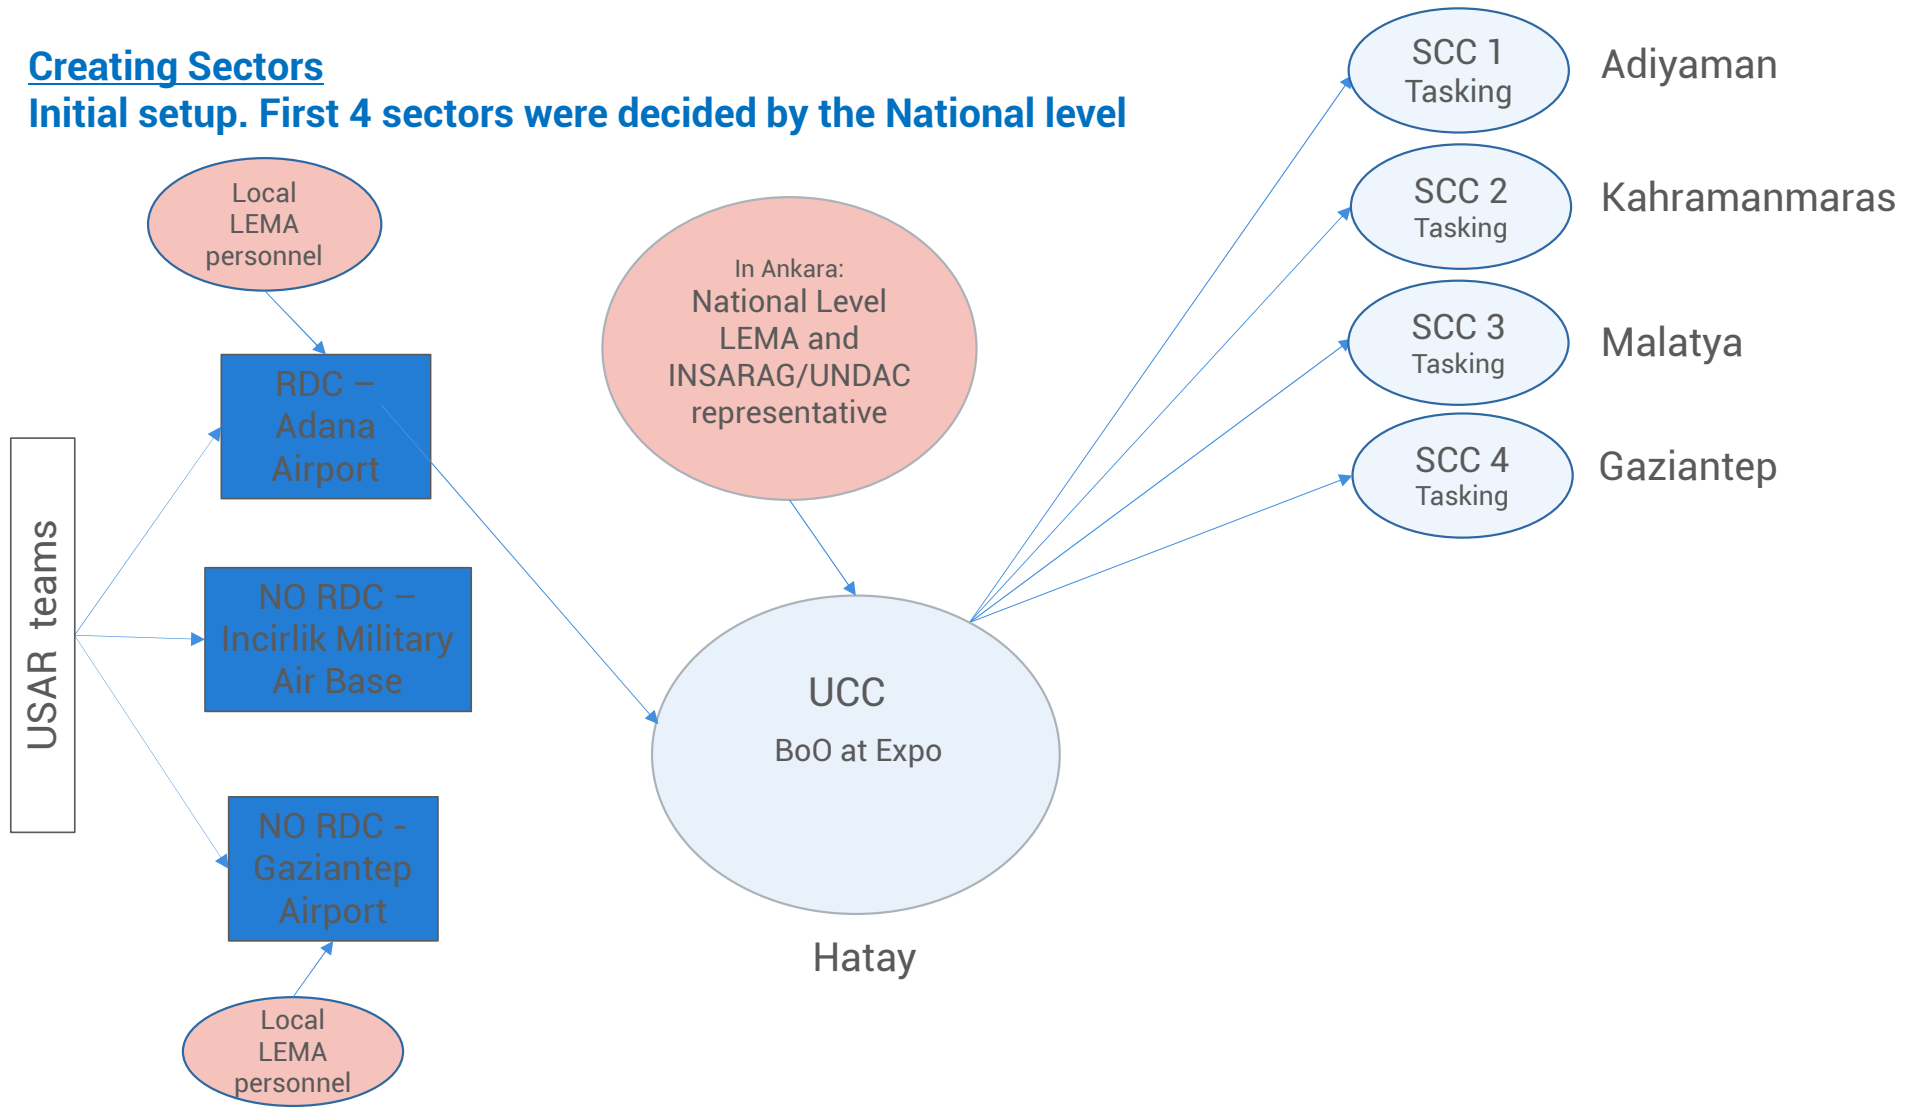 Creating Sectors
Initial setup. First 4 sectors were decided by the National level
Local
LEMA
personnel
RDC –
Adana
Airport
USAR teams
NO RDC –
Incirlik Military
Air Base
NO RDC -
Gaziantep
Airport
Local
LEMA
personnel
In Ankara:
National Level
LEMA and
INSARAG/UNDAC
representative
UCC
BoO at Expo
Hatay
SCC 1
Tasking
Adiyaman
SCC 2
Tasking
Kahramanmaras
SCC 3
Tasking
Malatya
SCC 4
Tasking
Gaziantep